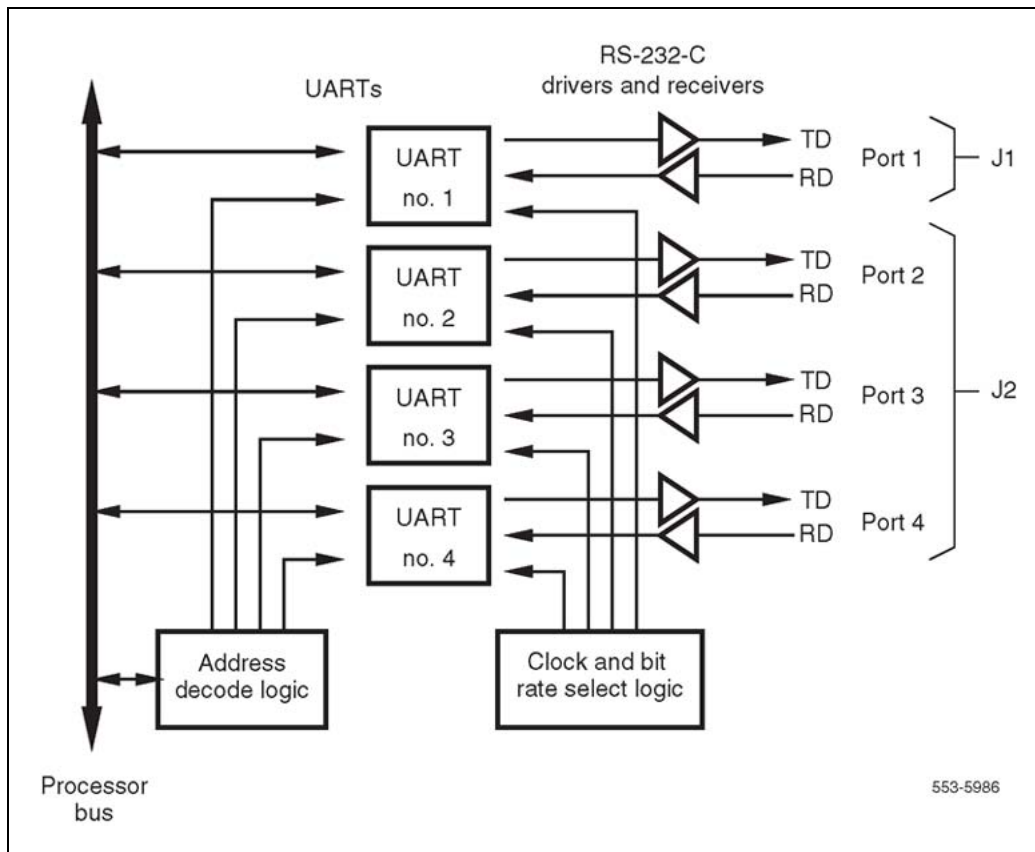 RS-232-C
drivers and receivers
UARTs
UART
no. 1
TD
RD
Port 1
J1
UART
no. 2
TD
RD
Port 2
UART
no. 3
TD
RD
Port 3
J2
UART
no. 4
TD
RD
Port 4
Address
decode logic
Clock and bit
rate select logic
Processor
bus
553-5986